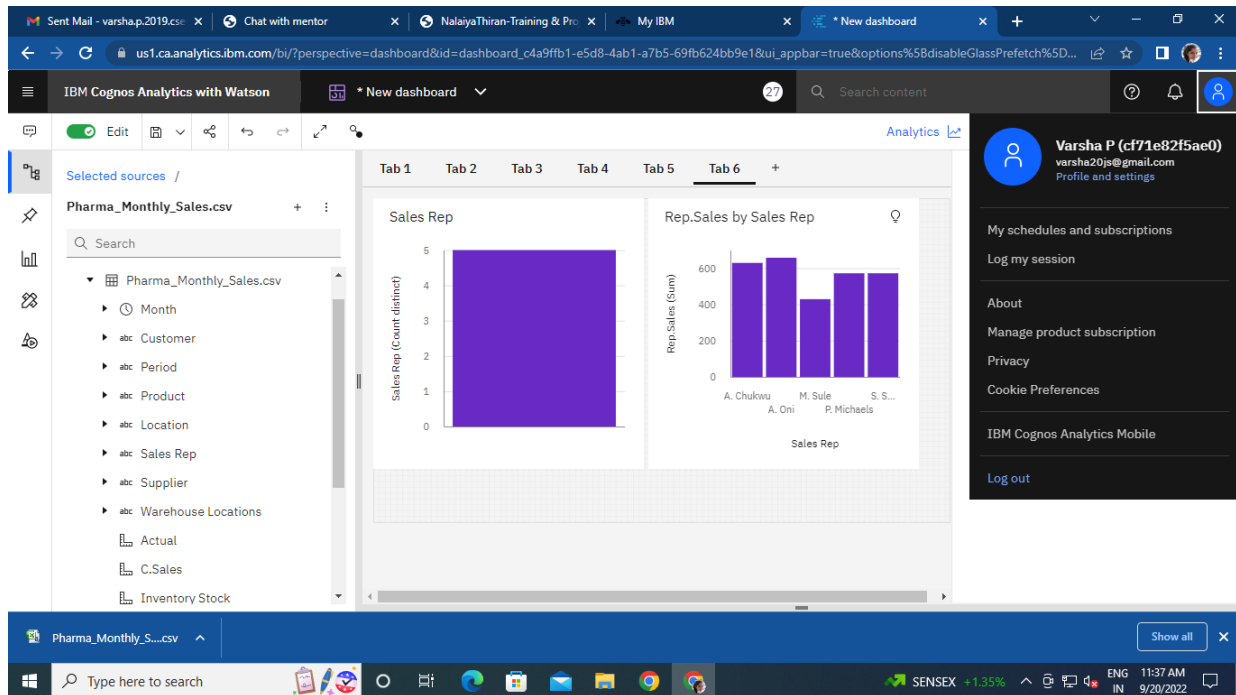 Sent Mail - varsha.p.2019.cse
Chat with mentor
NalaiyaThiran-Training & Pro
My IBM
* New dashboard
us1.ca.analytics.ibm.com/bi/?perspective=dashboard&id=dashboard_c4a9ffb1-e5d8-4ab1-a7b5-69fb624bb9e1&ui_appbar=true&options%5BdisableGlassPrefetch%5D...
IBM Cognos Analytics with Watson
* New dashboard
27
Search content
Edit
Analytics
Selected sources /
Pharma_Monthly_Sales.csv
Search
Pharma_Monthly_Sales.csv
Month
abc Customer
abc Period
abc Product
abc Location
abc Sales Rep
abc Supplier
abc Warehouse Locations
Actual
C.Sales
Inventory Stock
Tab 1 Tab 2 Tab 3 Tab 4 Tab 5 Tab 6 +
Sales Rep
Sales Rep (Count distinct)
5
4
3
2
1
0
Rep.Sales by Sales Rep
Rep.Sales (Sum)
600
400
200
0
A. Chukwu M. Sule S. S...
A. Oni P. Michaels
Sales Rep
Varsha P (cf71e82f5ae0)
varsha20js@gmail.com
Profile and settings
My schedules and subscriptions
Log my session
About
Manage product subscription
Privacy
Cookie Preferences
IBM Cognos Analytics Mobile
Log out
Pharma_Monthly_S....csv
Show all
Type here to search
SENSEX +1.35%
ENG
IN
11:37 AM
9/20/2022